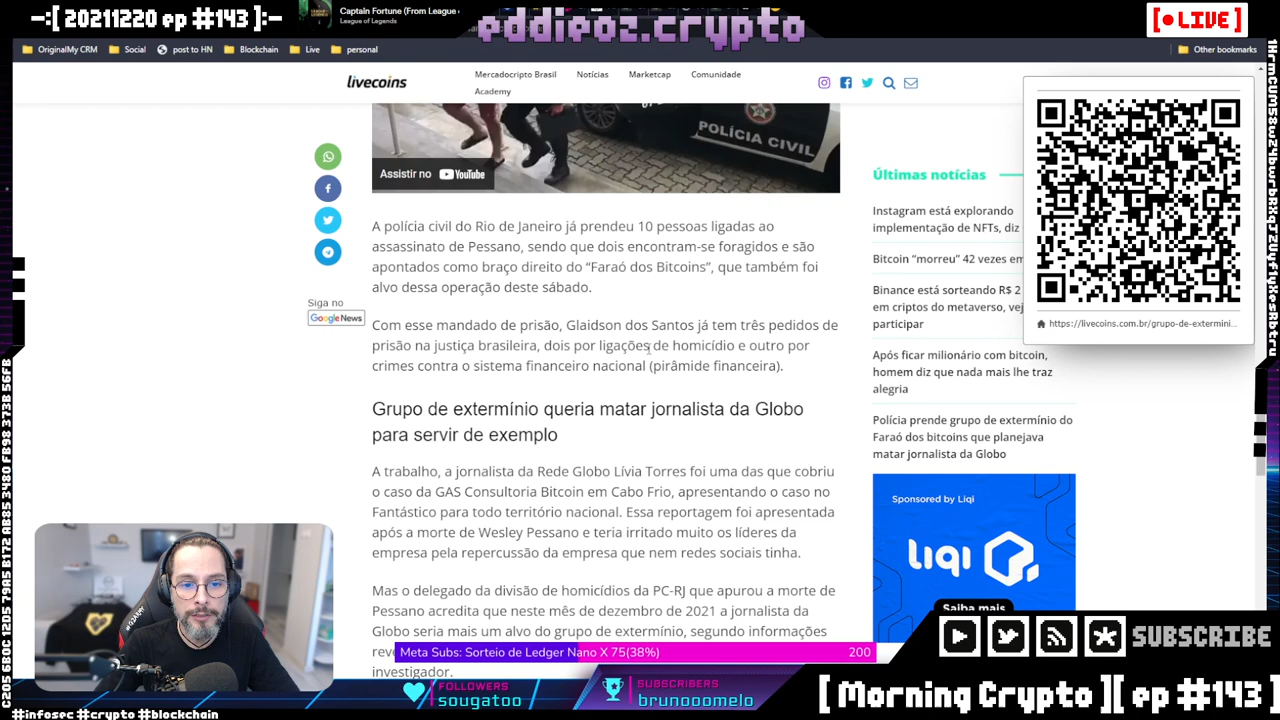 -:[ 20211220 ep #143 ]:-
Captain Fortune (From League
League of Legends
eddieoz.crypto
[•LIVE]
OriginalMy CRM
Social
post to HN
Blockchain
Live
personal
Other bookmarks
livecoins
Mercadocripto Brasil
Notícias
Marketcap
Comunidade
Academy
POLÍCIA CIVIL
Assistir no YouTube
Siga no
Google News
A polícia civil do Rio de Janeiro já prendeu 10 pessoas ligadas ao
assassinato de Pessano, sendo que dois encontram-se foragidos e são
apontados como braço direito do “Faraó dos Bitcoins”, que também foi
alvo dessa operação deste sábado.
Com esse mandado de prisão, Glaidson dos Santos já tem três pedidos de
prisão na justiça brasileira, dois por ligações de homicídio e outro por
crimes contra o sistema financeiro nacional (pirâmide financeira).
Grupo de extermínio queria matar jornalista da Globo
para servir de exemplo
A trabalho, a jornalista da Rede Globo Lívia Torres foi uma das que cobriu
o caso da GAS Consultoria Bitcoin em Cabo Frio, apresentando o caso no
Fantástico para todo território nacional. Essa reportagem foi apresentada
após a morte de Wesley Pessano e teria irritado muito os líderes da
empresa pela repercussão da empresa que nem redes sociais tinha.
Mas o delegado da divisão de homicídios da PC-RJ que apurou a morte de
Pessano acredita que neste mês de dezembro de 2021 a jornalista da
Globo seria mais um alvo do grupo de extermínio, segundo informações
investigador.
Últimas notícias
Instagram está explorando
implementação de NFTs, diz
Bitcoin “morreu” 42 vezes em
Binance está sorteando R$ 2
em criptos do metaverso, vej
participar
Após ficar milionário com bitcoin,
homem diz que nada mais lhe traz
alegria
Polícia prende grupo de extermínio do
Faraó dos bitcoins que planejava
matar jornalista da Globo
https://livecoins.com.br/grupo-de-extermini...
Sponsored by Liqi
liqi
Saiba mais
Meta Subs: Sorteio de Ledger Nano X 75(38%)
200
FOLLOWERS
sougatoo
SUBSCRIBERS
brunooomelo
SUBSCRIBE
[ Morning Crypto ][ ep #143 ]
#infosec #crypto #blockchain